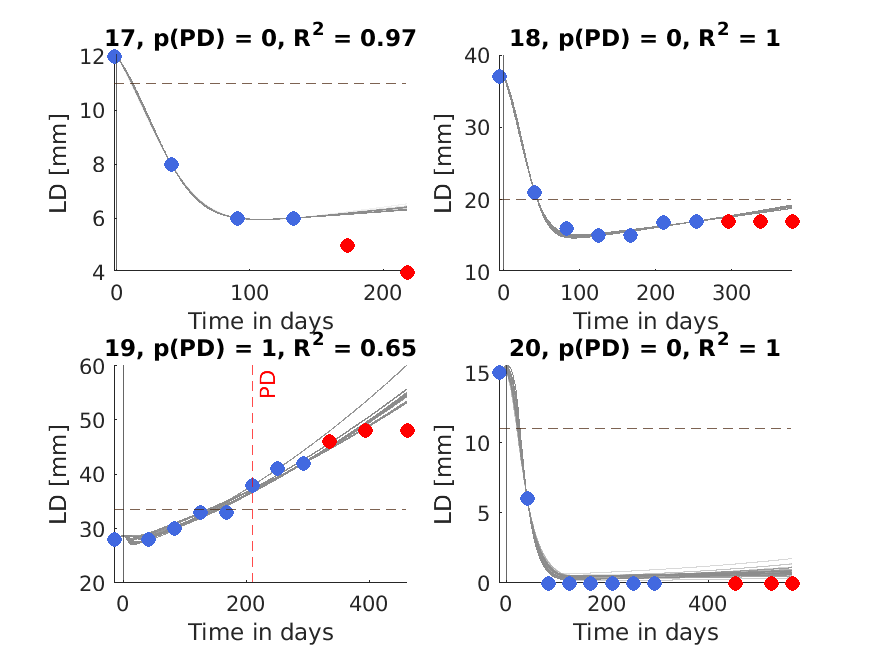 17, p(PD) = 0, R² = 0.97
12
10
8
6
4
LD [mm]
0 100 200
Time in days
18, p(PD) = 0, R² = 1
40
30
20
10
LD [mm]
0 100 200 300
Time in days
19, p(PD) = 1, R² = 0.65
60
50
40
30
20
LD [mm]
PD
0 200 400
Time in days
20, p(PD) = 0, R² = 1
15
10
5
0
LD [mm]
0 200 400
Time in days